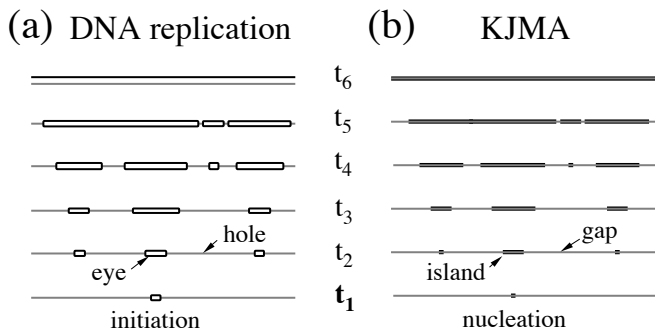 (a) DNA replication
(b) KJMA
t6
t5
t4
t3
hole
gap
t2
eye
island
t1
initiation
nucleation